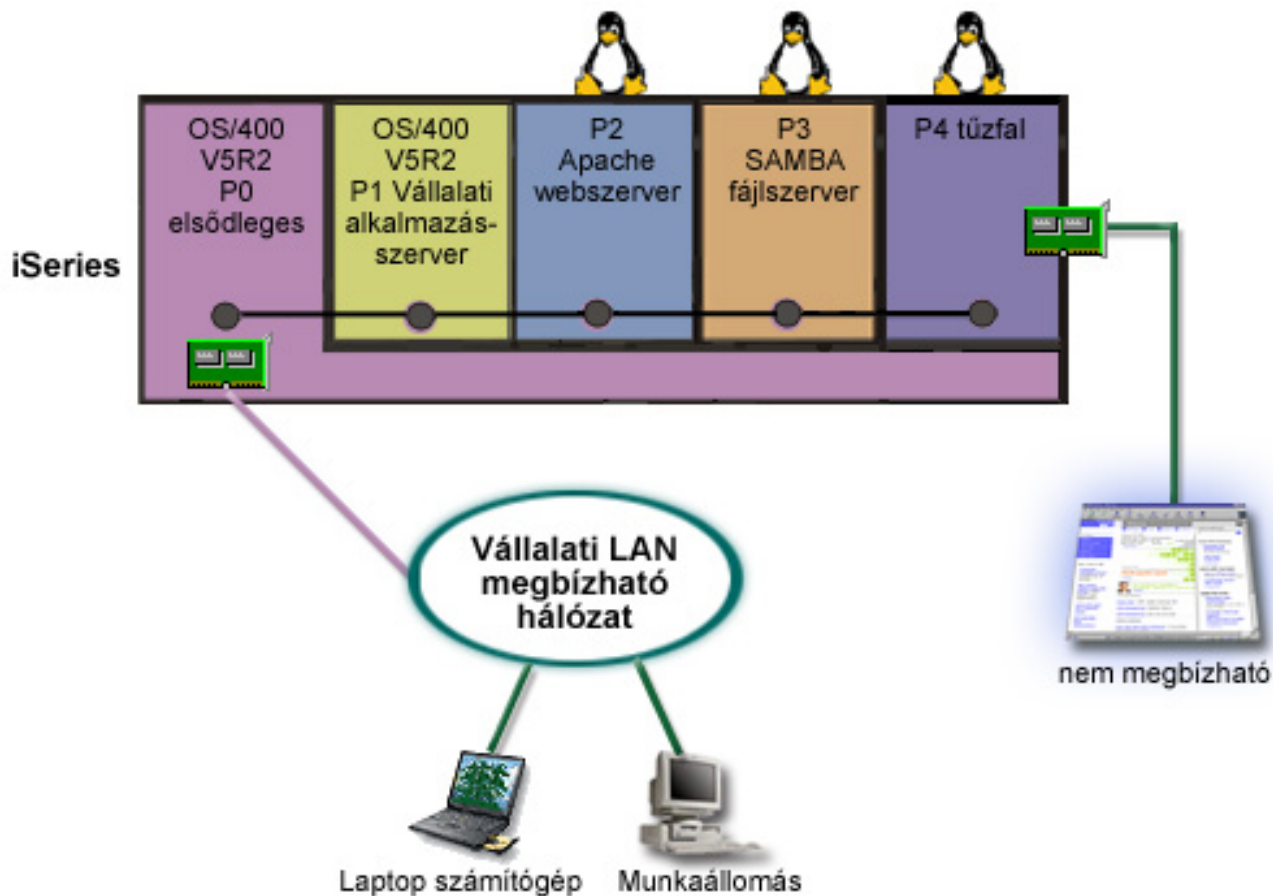 OS/400
V5R2
P0
elsődleges
OS/400
V5R2
P1 Vállalati
alkalmazás-
szerver
P2
Apache
webszerver
P3
SAMBA
fájlszerver
P4 tűzfal
iSeries
Vállalati LAN
megbízható
hálózat
nem megbízható
Laptop számítógép
Munkaállomás